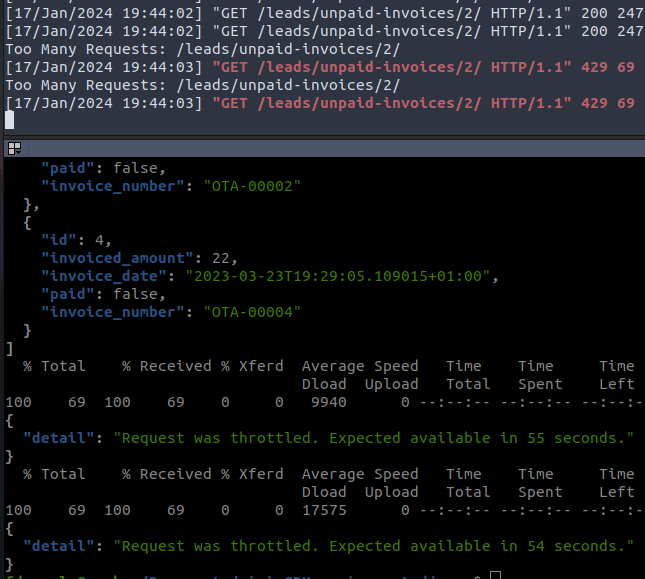 [17/Jan/2024 19:44:02] "GET /leads/unpaid-invoices/2/ HTTP/1.1" 200 247
[17/Jan/2024 19:44:02] "GET /leads/unpaid-invoices/2/ HTTP/1.1" 200 247
Too Many Requests: /leads/unpaid-invoices/2/
[17/Jan/2024 19:44:03] "GET /leads/unpaid-invoices/2/ HTTP/1.1" 429 69
Too Many Requests: /leads/unpaid-invoices/2/
[17/Jan/2024 19:44:03] "GET /leads/unpaid-invoices/2/ HTTP/1.1" 429 69
    "paid": false,
    "invoice_number": "OTA-00002"
  },
  {
    "id": 4,
    "invoiced_amount": 22,
    "invoice_date": "2023-03-23T19:29:05.109015+01:00",
    "paid": false,
    "invoice_number": "OTA-00004"
  }
]
  % Total    % Received % Xferd  Average Speed   Time    Time     Time
                                 Dload  Upload   Total   Spent    Left
100    69  100    69    0     0   9940      0 --:--:-- --:--:-- --:--:-
{
  "detail": "Request was throttled. Expected available in 55 seconds."
}
  % Total    % Received % Xferd  Average Speed   Time    Time     Time
                                 Dload  Upload   Total   Spent    Left
100    69  100    69    0     0  17575      0 --:--:-- --:--:-- --:--:-
{
  "detail": "Request was throttled. Expected available in 54 seconds."
}